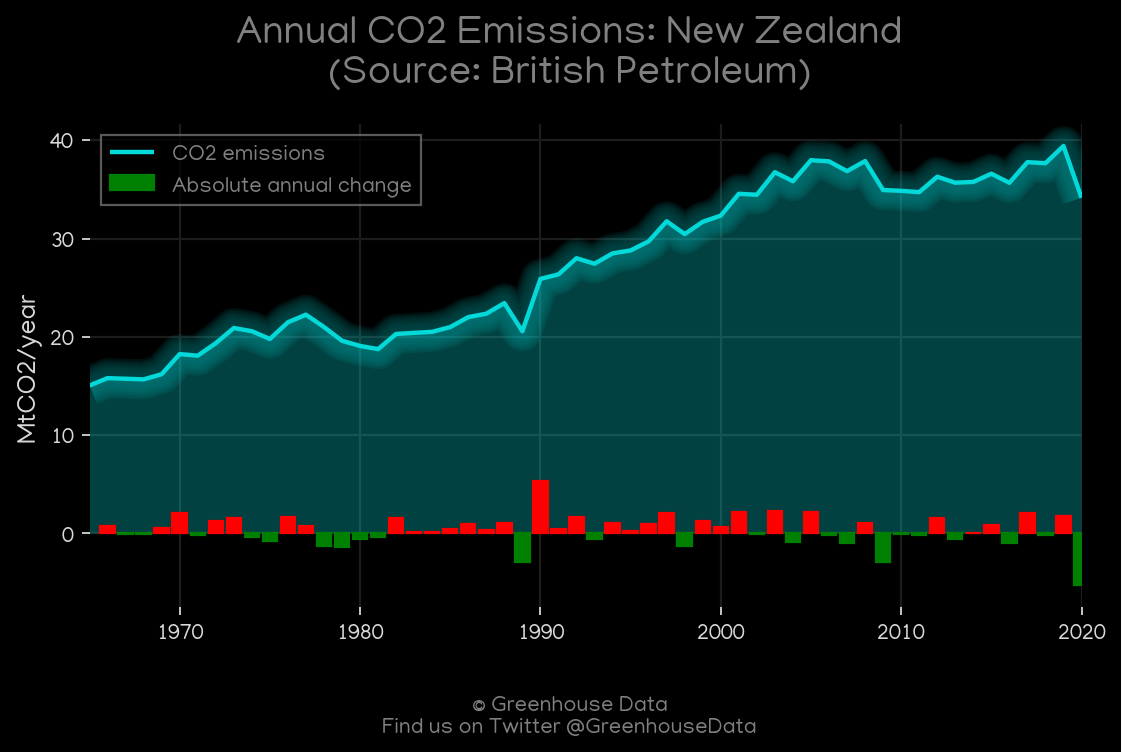 Annual CO2 Emissions: New Zealand
(Source: British Petroleum)
CO2 emissions
Absolute annual change
MtCO2/year
40
30
20
10
0
1970 1980 1990 2000 2010 2020
© Greenhouse Data
Find us on Twitter @GreenhouseData